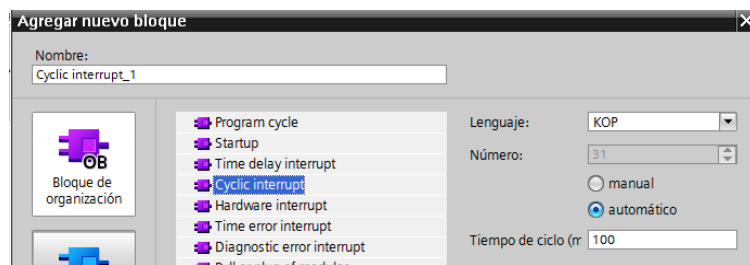 Agregar nuevo bloque
Nombre:
Cyclic interrupt_1
OB
Bloque de
organización
Program cycle
Startup
Time delay interrupt
Cyclic interrupt
Hardware interrupt
Time error interrupt
Diagnostic error interrupt
Lenguaje:
KOP
Número:
31
manual
automático
Tiempo de ciclo (m
100